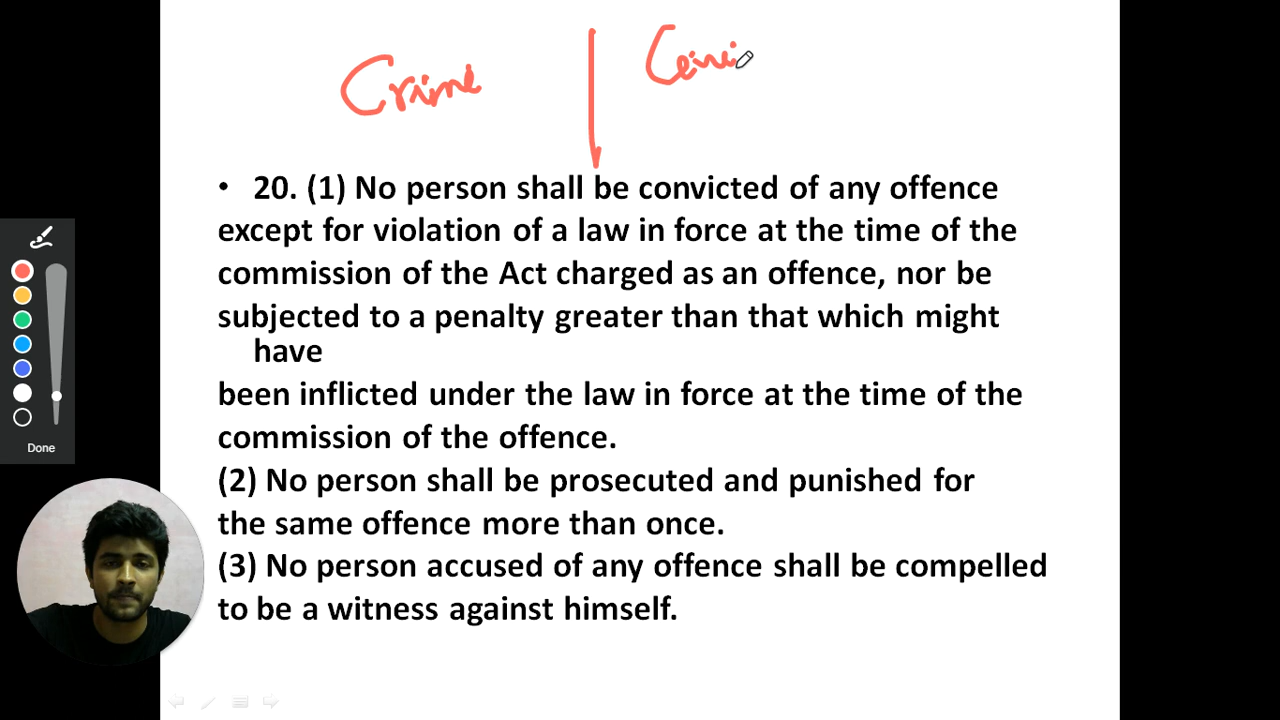 Crime
• 20. (1) No person shall be convicted of any offence
except for violation of a law in force at the time of the
commission of the Act charged as an offence, nor be
subjected to a penalty greater than that which might
have
been inflicted under the law in force at the time of the
commission of the offence.
(2) No person shall be prosecuted and punished for
the same offence more than once.
(3) No person accused of any offence shall be compelled
to be a witness against himself.
Done